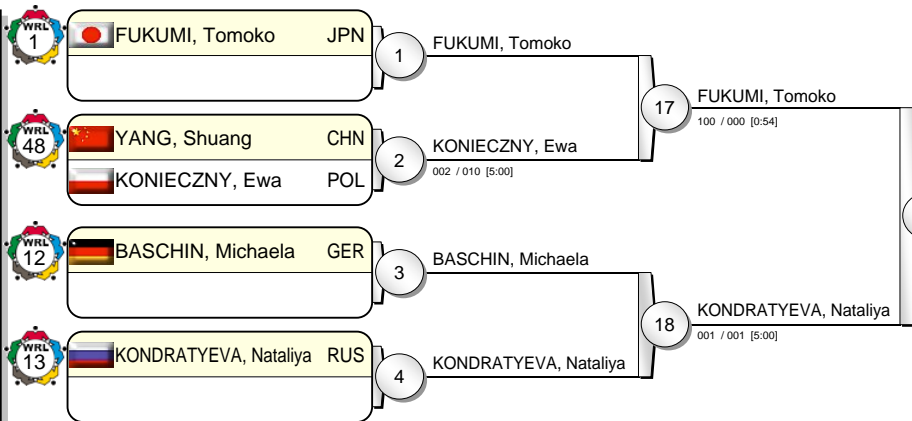 WRL
1
FUKUMI, Tomoko JPN
1
FUKUMI, Tomoko
17
FUKUMI, Tomoko
100 / 000 [0:54]
WRL
48
YANG, Shuang CHN
KONIECZNY, Ewa POL
2
KONIECZNY, Ewa
002 / 010 [5:00]
WRL
12
BASCHIN, Michaela GER
3
BASCHIN, Michaela
18
KONDRATYEVA, Nataliya
001 / 001 [5:00]
WRL
13
KONDRATYEVA, Nataliya RUS
4
KONDRATYEVA, Nataliya